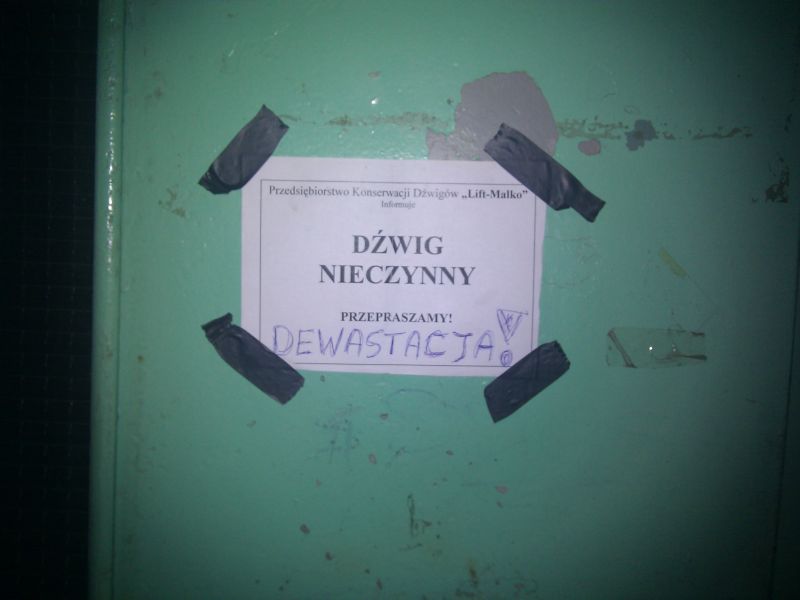 Przedsiębiorstwo Konserwacji Dźwigów „Lift-Malko”
Informuje
DŹWIG
NIECZYNNY
PRZEPRASZAMY!
DEWASTACJA!